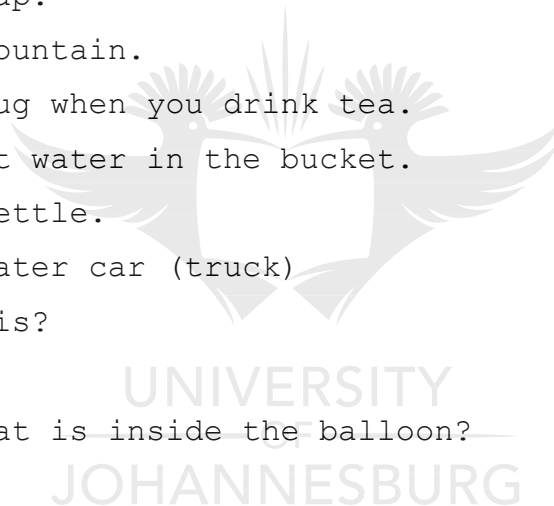 ap.
ountain.
ug when you drink tea.
t water in the bucket.
ettle.
ater car (truck)
is?
UNIVERSITY
at is inside the balloon?
OF
JOHANNESBURG